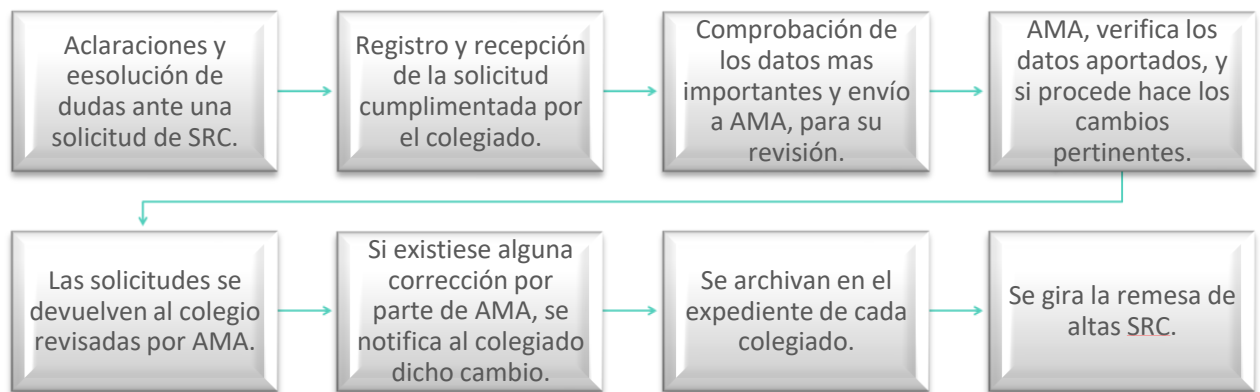 Aclaraciones y
eesolución de
dudas ante una
solicitud de SRC.
Registro y recepción
de la solicitud
cumplimentada por
el colegiado.
Comprobación de
los datos mas
importantes y envío
a AMA, para su
revisión.
AMA, verifica los
datos aportados, y
si procede hace los
cambios
pertinentes.
Las solicitudes se
devuelven al colegio
revisadas por AMA.
Si existiese alguna
corrección por
parte de AMA, se
notifica al colegiado
dicho cambio.
Se archivan en el
expediente de cada
colegiado.
Se gira la remesa de
altas SRC.